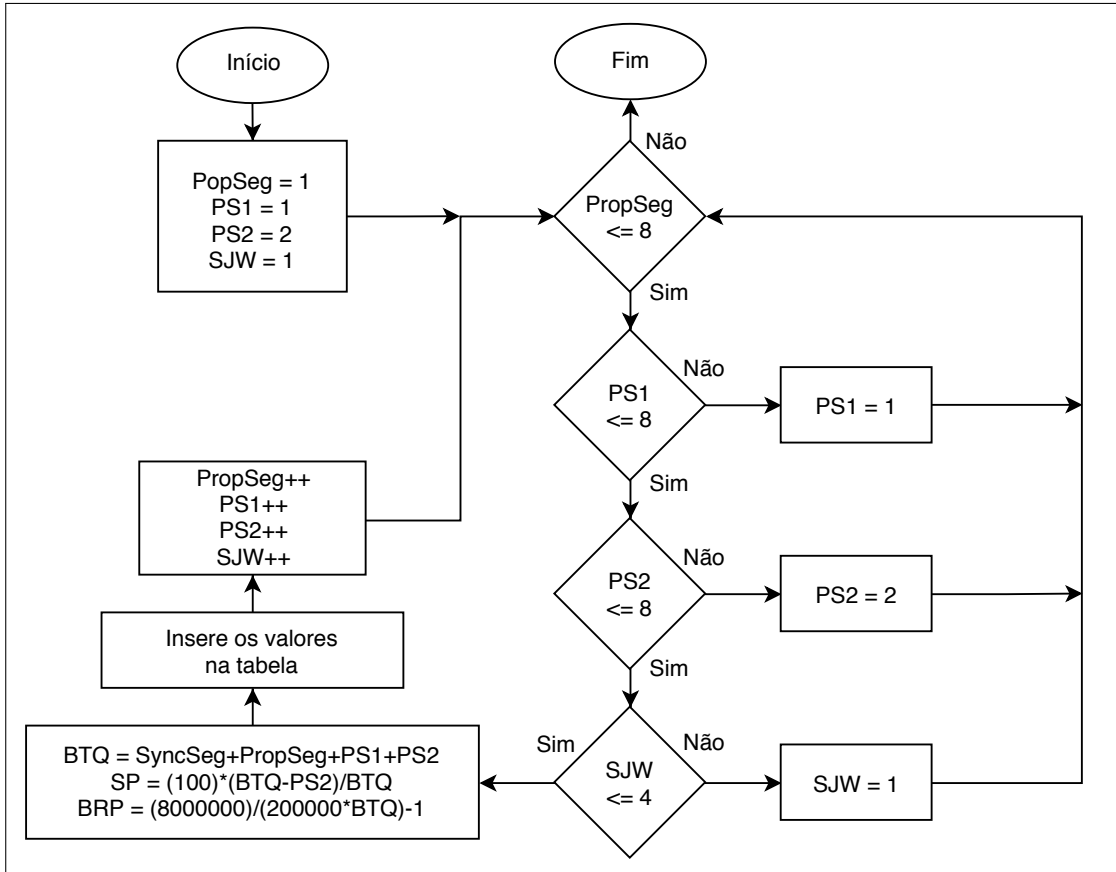 Início
PopSeg = 1
PS1 = 1
PS2 = 2
SJW = 1
Fim
Não
PropSeg
<= 8
Sim
PS1
<= 8
Não
PS1 = 1
Sim
PS2
<= 8
Não
PS2 = 2
Sim
SJW
<= 4
Não
SJW = 1
Sim
BTQ = SyncSeg+PropSeg+PS1+PS2
SP = (100)*(BTQ-PS2)/BTQ
BRP = (8000000)/(200000*BTQ)-1
Insere os valores
na tabela
PropSeg++
PS1++
PS2++
SJW++